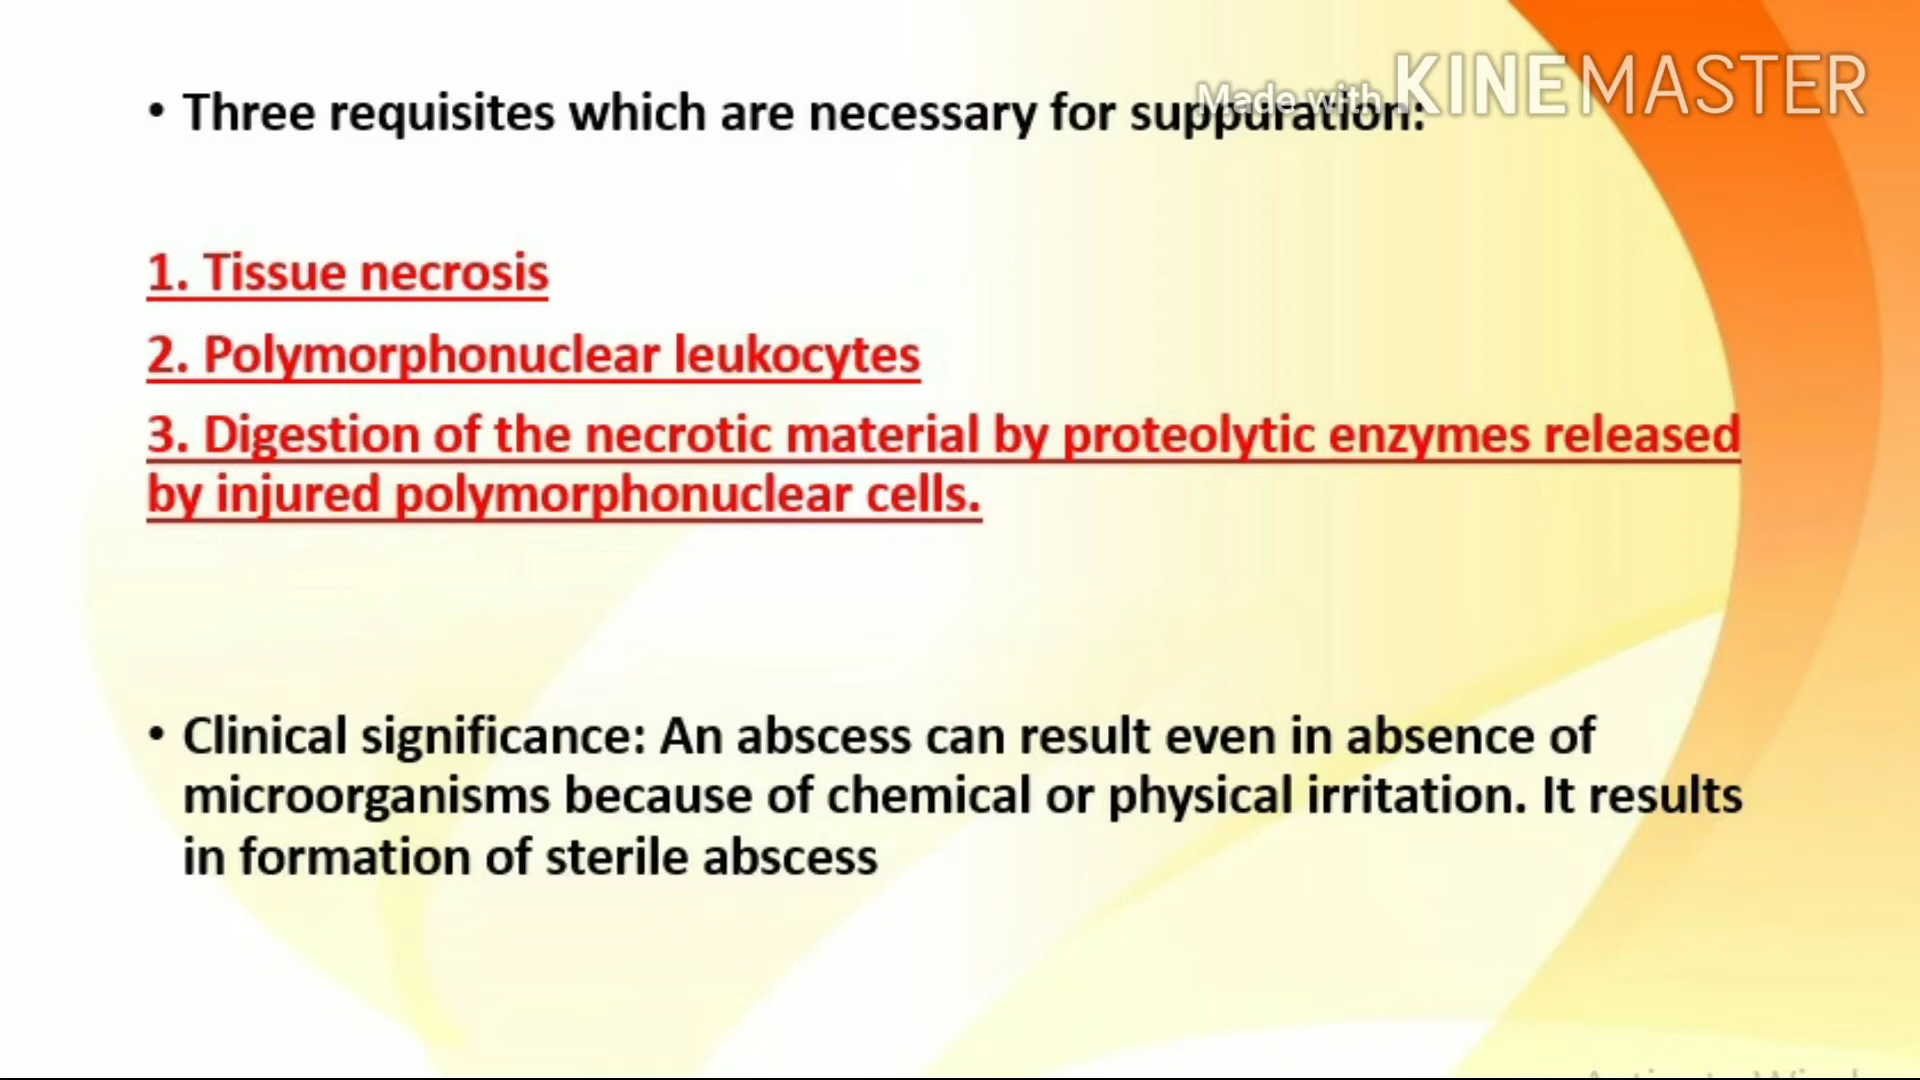 Made with KINEMASTER
• Three requisites which are necessary for suppuration:
1. Tissue necrosis
2. Polymorphonuclear leukocytes
3. Digestion of the necrotic material by proteolytic enzymes released
by injured polymorphonuclear cells.
• Clinical significance: An abscess can result even in absence of
microorganisms because of chemical or physical irritation. It results
in formation of sterile abscess